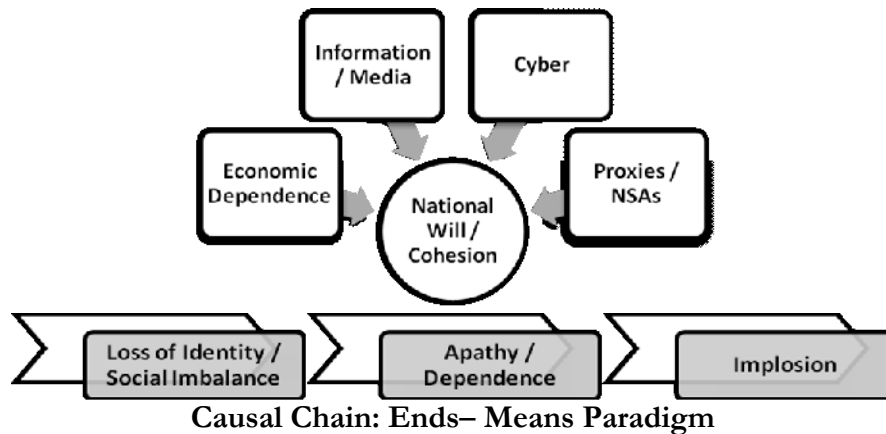 Information
/ Media
Cyber
Economic
Dependence
Proxies /
NSAs
National
Will /
Cohesion
Loss of Identity /
Social Imbalance
Apathy /
Dependence
Implosion
Causal Chain: Ends– Means Paradigm